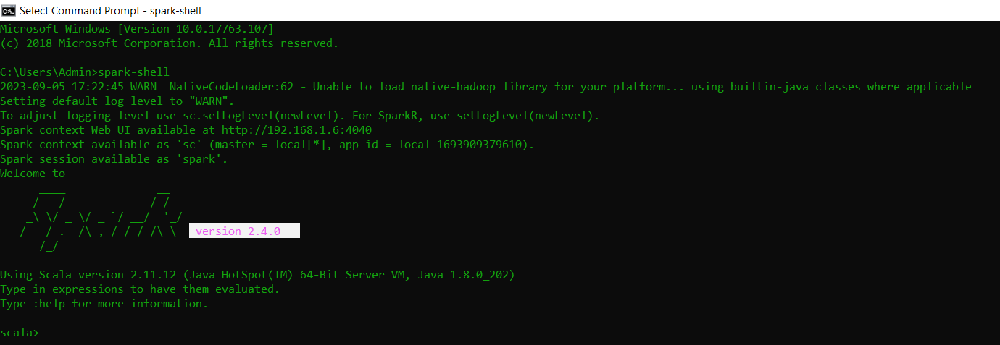 Select Command Prompt - spark-shell
Microsoft Windows [Version 10.0.17763.107]
(c) 2018 Microsoft Corporation. All rights reserved.
C:\Users\Admin>spark-shell
2023-09-05 17:22:45 WARN  NativeCodeLoader:62 - Unable to load native-hadoop library for your platform... using builtin-java classes where applicable
Setting default log level to "WARN".
To adjust logging level use sc.setLogLevel(newLevel). For SparkR, use setLogLevel(newLevel).
Spark context Web UI available at http://192.168.1.6:4040
Spark context available as 'sc' (master = local[*], app id = local-1693909379610).
Spark session available as 'spark'.
Welcome to
      ____              __
     / __/__  ___ _____/ /__
    _\ \/ _ \/ _ `/ __/  '_/
   /___/ .__/\_,_/_/ /_/\_\   version 2.4.0
      /_/
Using Scala version 2.11.12 (Java HotSpot(TM) 64-Bit Server VM, Java 1.8.0_202)
Type in expressions to have them evaluated.
Type :help for more information.
scala>